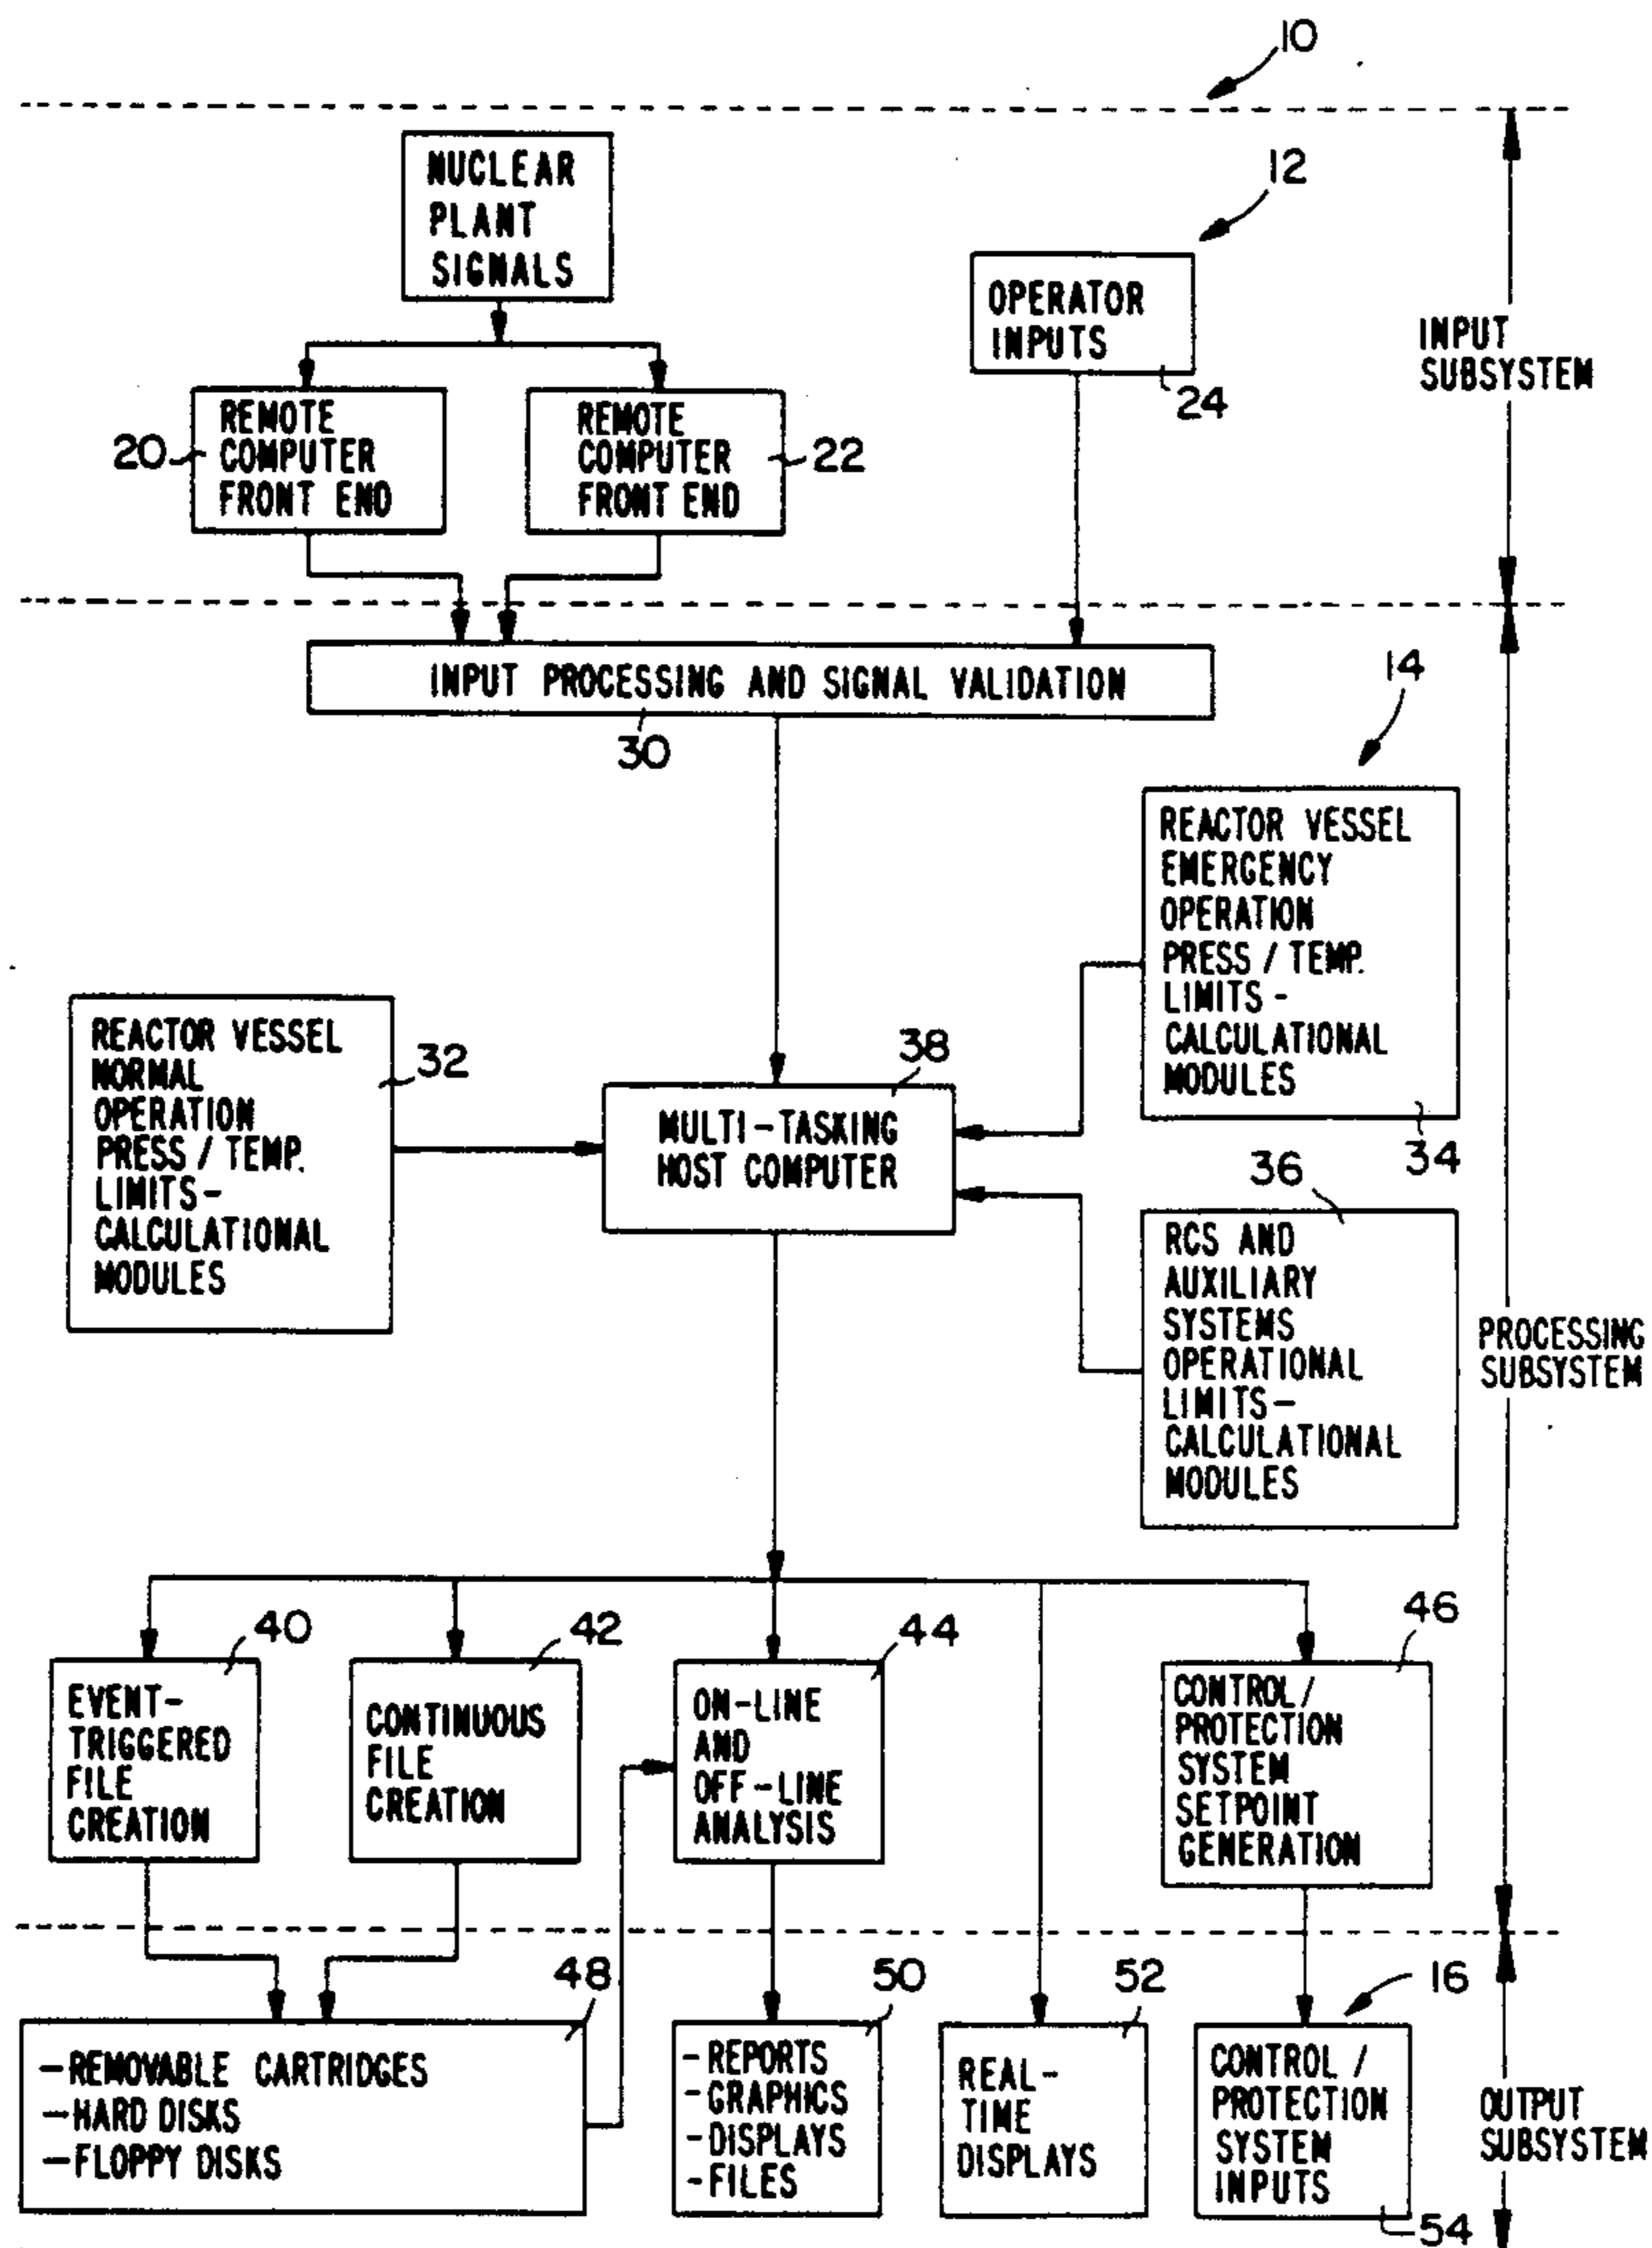 10
NUCLEAR
PLANT
SIGNALS
12
OPERATOR
INPUTS
24
INPUT
SUBSYSTEM
20
REMOTE
COMPUTER
FRONT END
REMOTE
COMPUTER
FRONT END
22
INPUT PROCESSING AND SIGNAL VALIDATION
30
14
REACTOR VESSEL
EMERGENCY
OPERATION
PRESS / TEMP.
LIMITS-
CALCULATIONAL
MODULES
34
REACTOR VESSEL
NORMAL
OPERATION
PRESS / TEMP.
LIMITS-
CALCULATIONAL
MODULES
32
38
MULTI-TASKING
HOST COMPUTER
36
RCS AND
AUXILIARY
SYSTEMS
OPERATIONAL
LIMITS-
CALCULATIONAL
MODULES
PROCESSING
SUBSYSTEM
40
EVENT-
TRIGGERED
FILE
CREATION
42
CONTINUOUS
FILE
CREATION
44
ON-LINE
AND
OFF-LINE
ANALYSIS
46
CONTROL/
PROTECTION
SYSTEM
SETPOINT
GENERATION
48
-REMOVABLE CARTRIDGES
-HARD DISKS
-FLOPPY DISKS
50
-REPORTS
-GRAPHICS
-DISPLAYS
-FILES
52
REAL-
TIME
DISPLAYS
16
CONTROL /
PROTECTION
SYSTEM
INPUTS
54
OUTPUT
SUBSYSTEM